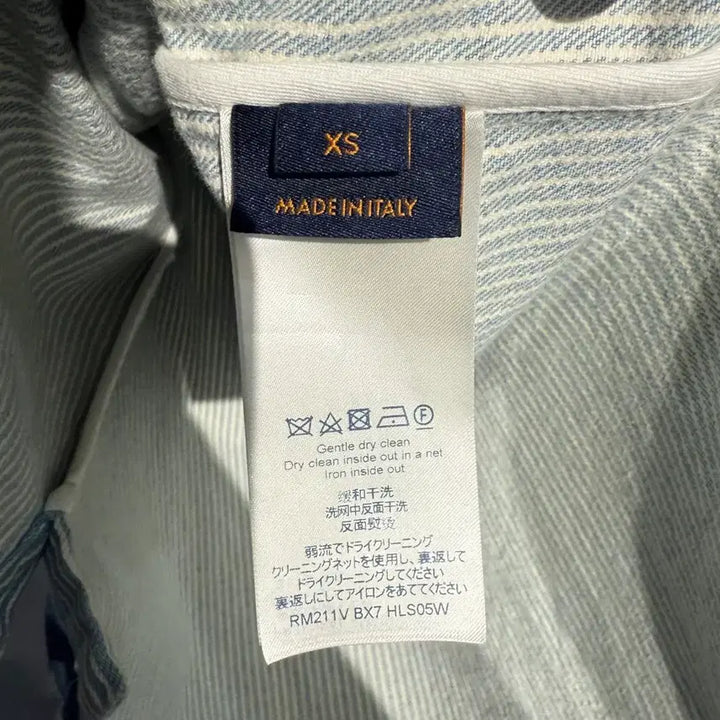 XS
MADE IN ITALY
F
Gentle dry clean
Dry clean inside out in a net
Iron inside out
缓和干洗
洗网中反面干洗
反面熨烫
弱流でドライクリーニング
クリーニングネットを使用し、裏返して
ドライクリーニングしてください
裏返しにしてアイロンをあててください
RM211V BX7 HLS05W